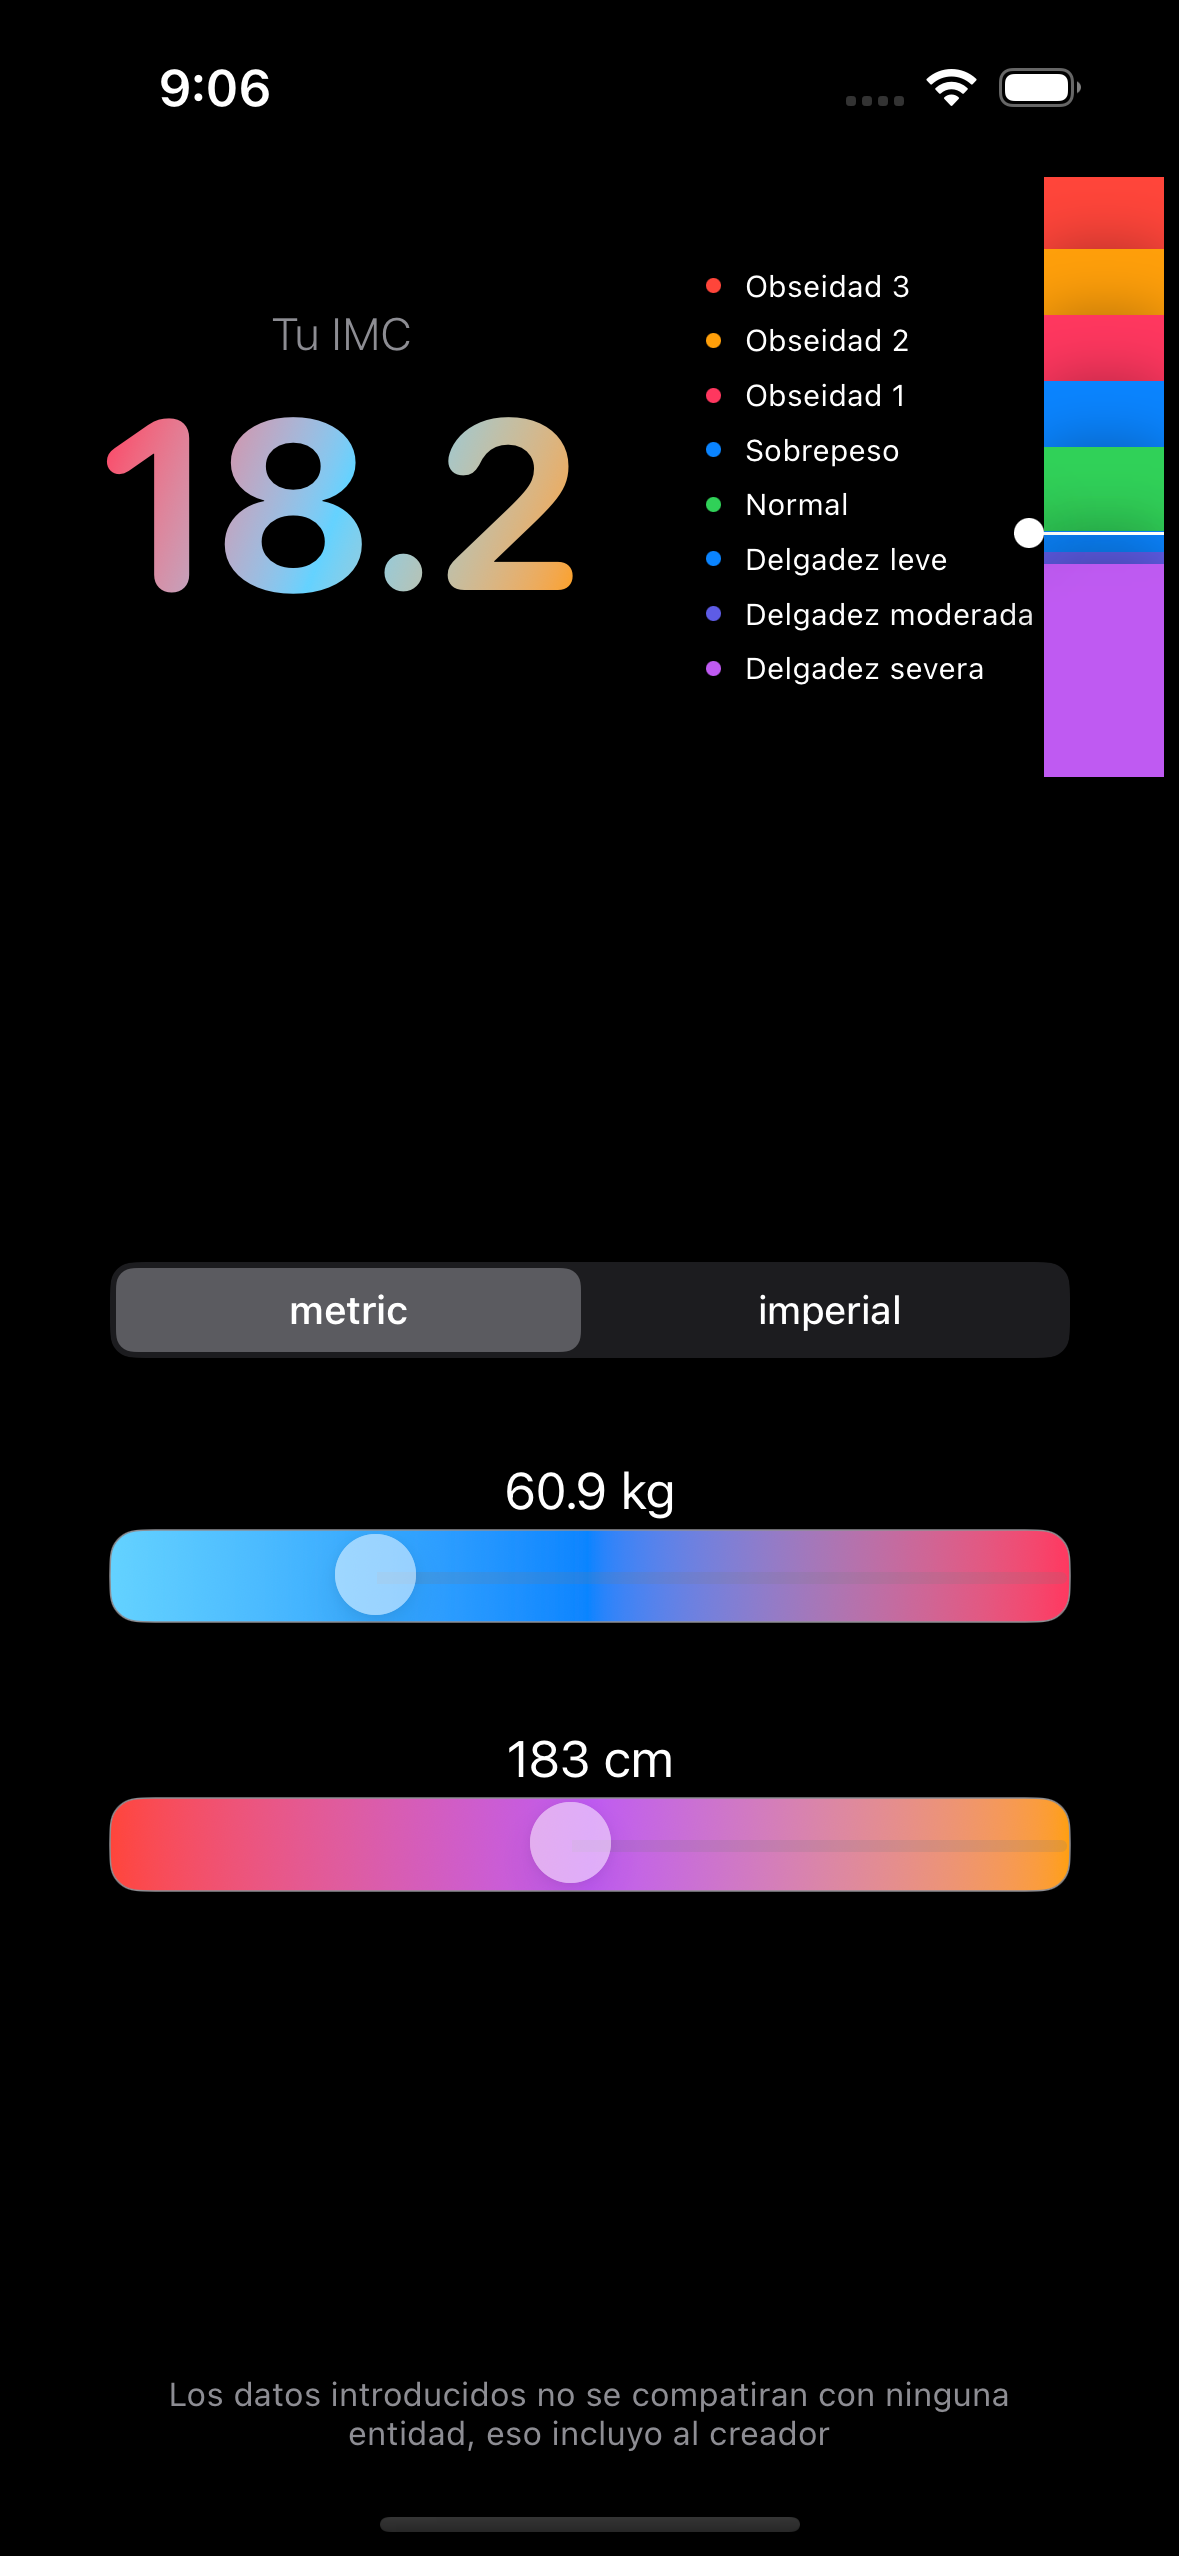 9:06
Tu IMC
18.2
Obseidad 3
Obseidad 2
Obseidad 1
Sobrepeso
Normal
Delgadez leve
Delgadez moderada
Delgadez severa
metric
imperial
60.9 kg
183 cm
Los datos introducidos no se compatiran con ninguna
entidad, eso incluyo al creador